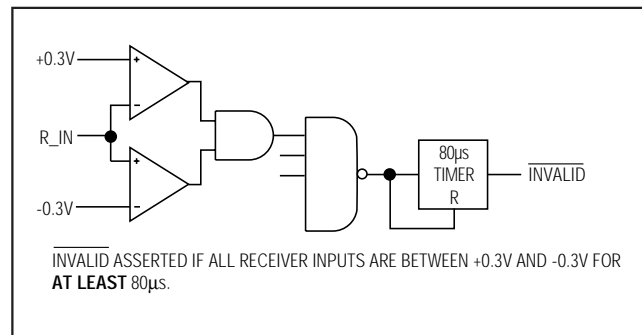 +0.3V
R_IN
-0.3V
80µs
TIMER
R
INVALID
INVALID ASSERTED IF ALL RECEIVER INPUTS ARE BETWEEN +0.3V AND -0.3V FOR
AT LEAST 80µs.